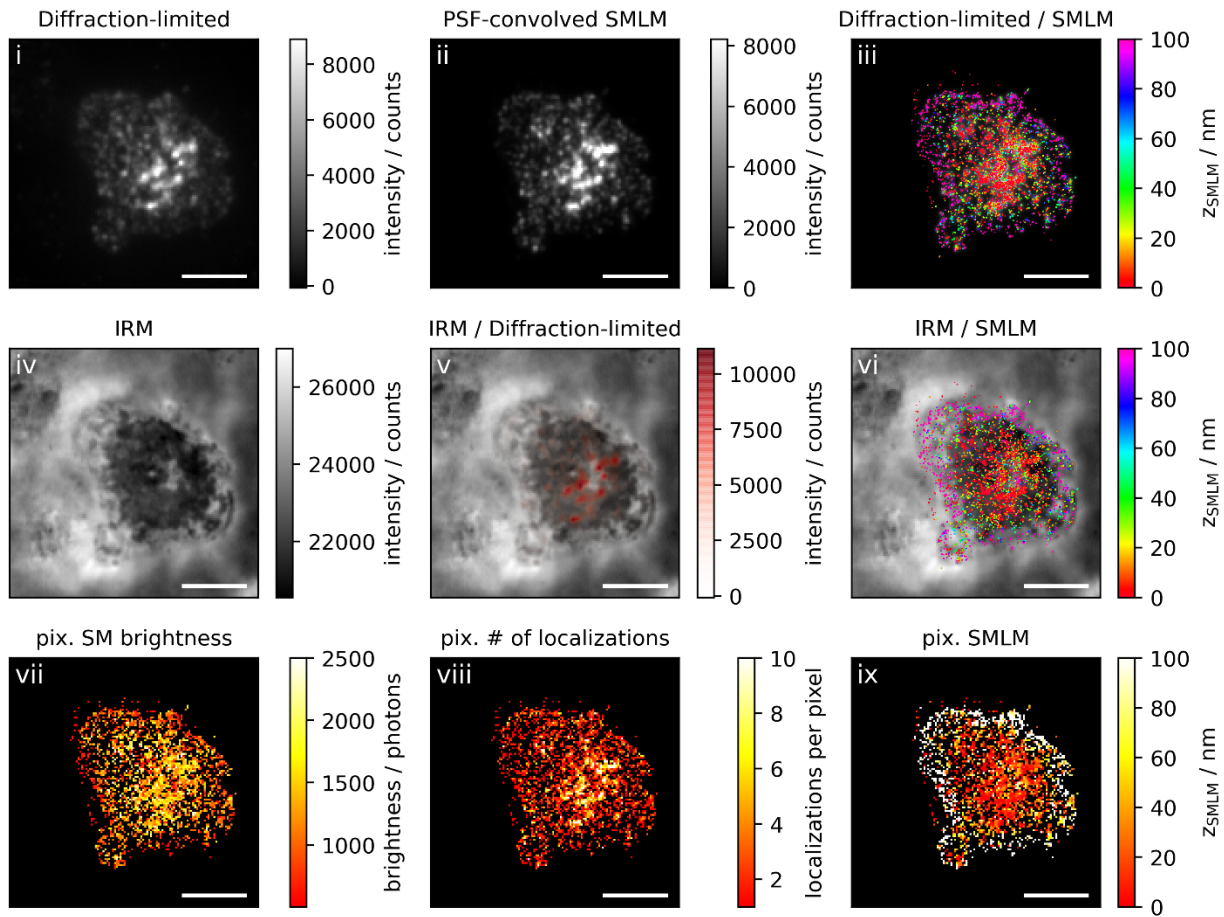 Diffraction-limited
PSF-convolved SMLM
Diffraction-limited / SMLM
i
8000
6000
4000
2000
0
intensity / counts
ii
8000
6000
4000
2000
0
intensity / counts
iii
100
80
60
40
20
0
zSMLM / nm
IRM
IRM / Diffraction-limited
IRM / SMLM
iv
26000
24000
22000
intensity / counts
v
10000
7500
5000
2500
0
intensity / counts
vi
100
80
60
40
20
0
zSMLM / nm
pix. SM brightness
pix. # of localizations
pix. SMLM
vii
2500
2000
1500
1000
brightness / photons
viii
10
8
6
4
2
localizations per pixel
ix
100
80
60
40
20
0
zSMLM / nm